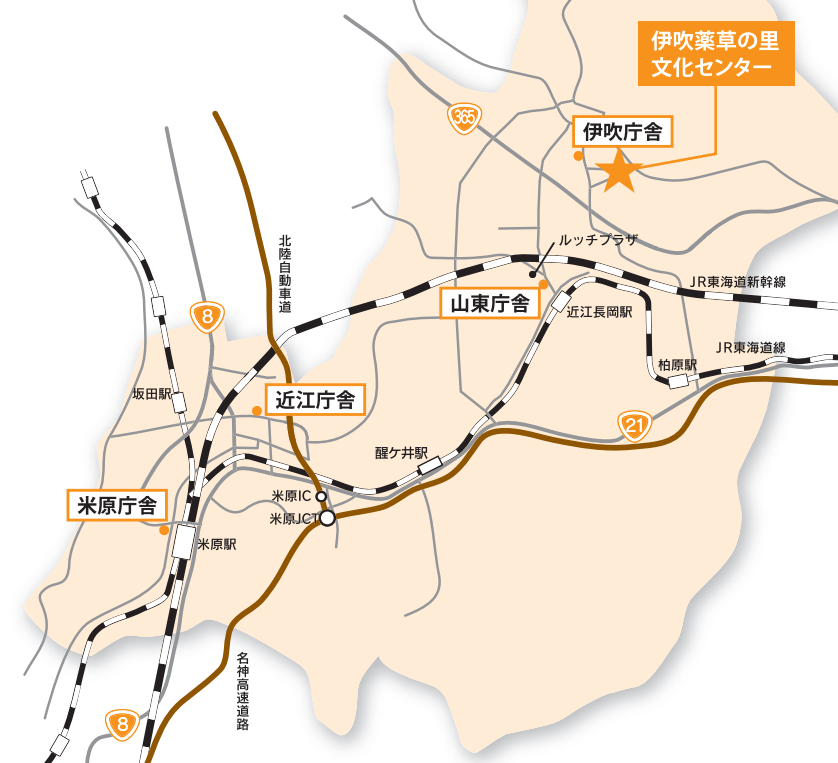 伊吹薬草の里
文化センター
365
伊吹庁舎
ルッチプラザ
北陸自動車道
JR東海道新幹線
山東庁舎
8
近江長岡駅
JR東海道線
柏原駅
坂田駅
近江庁舎
21
醒ケ井駅
米原IC
米原庁舎
米原JCT
米原駅
名神高速道路
8